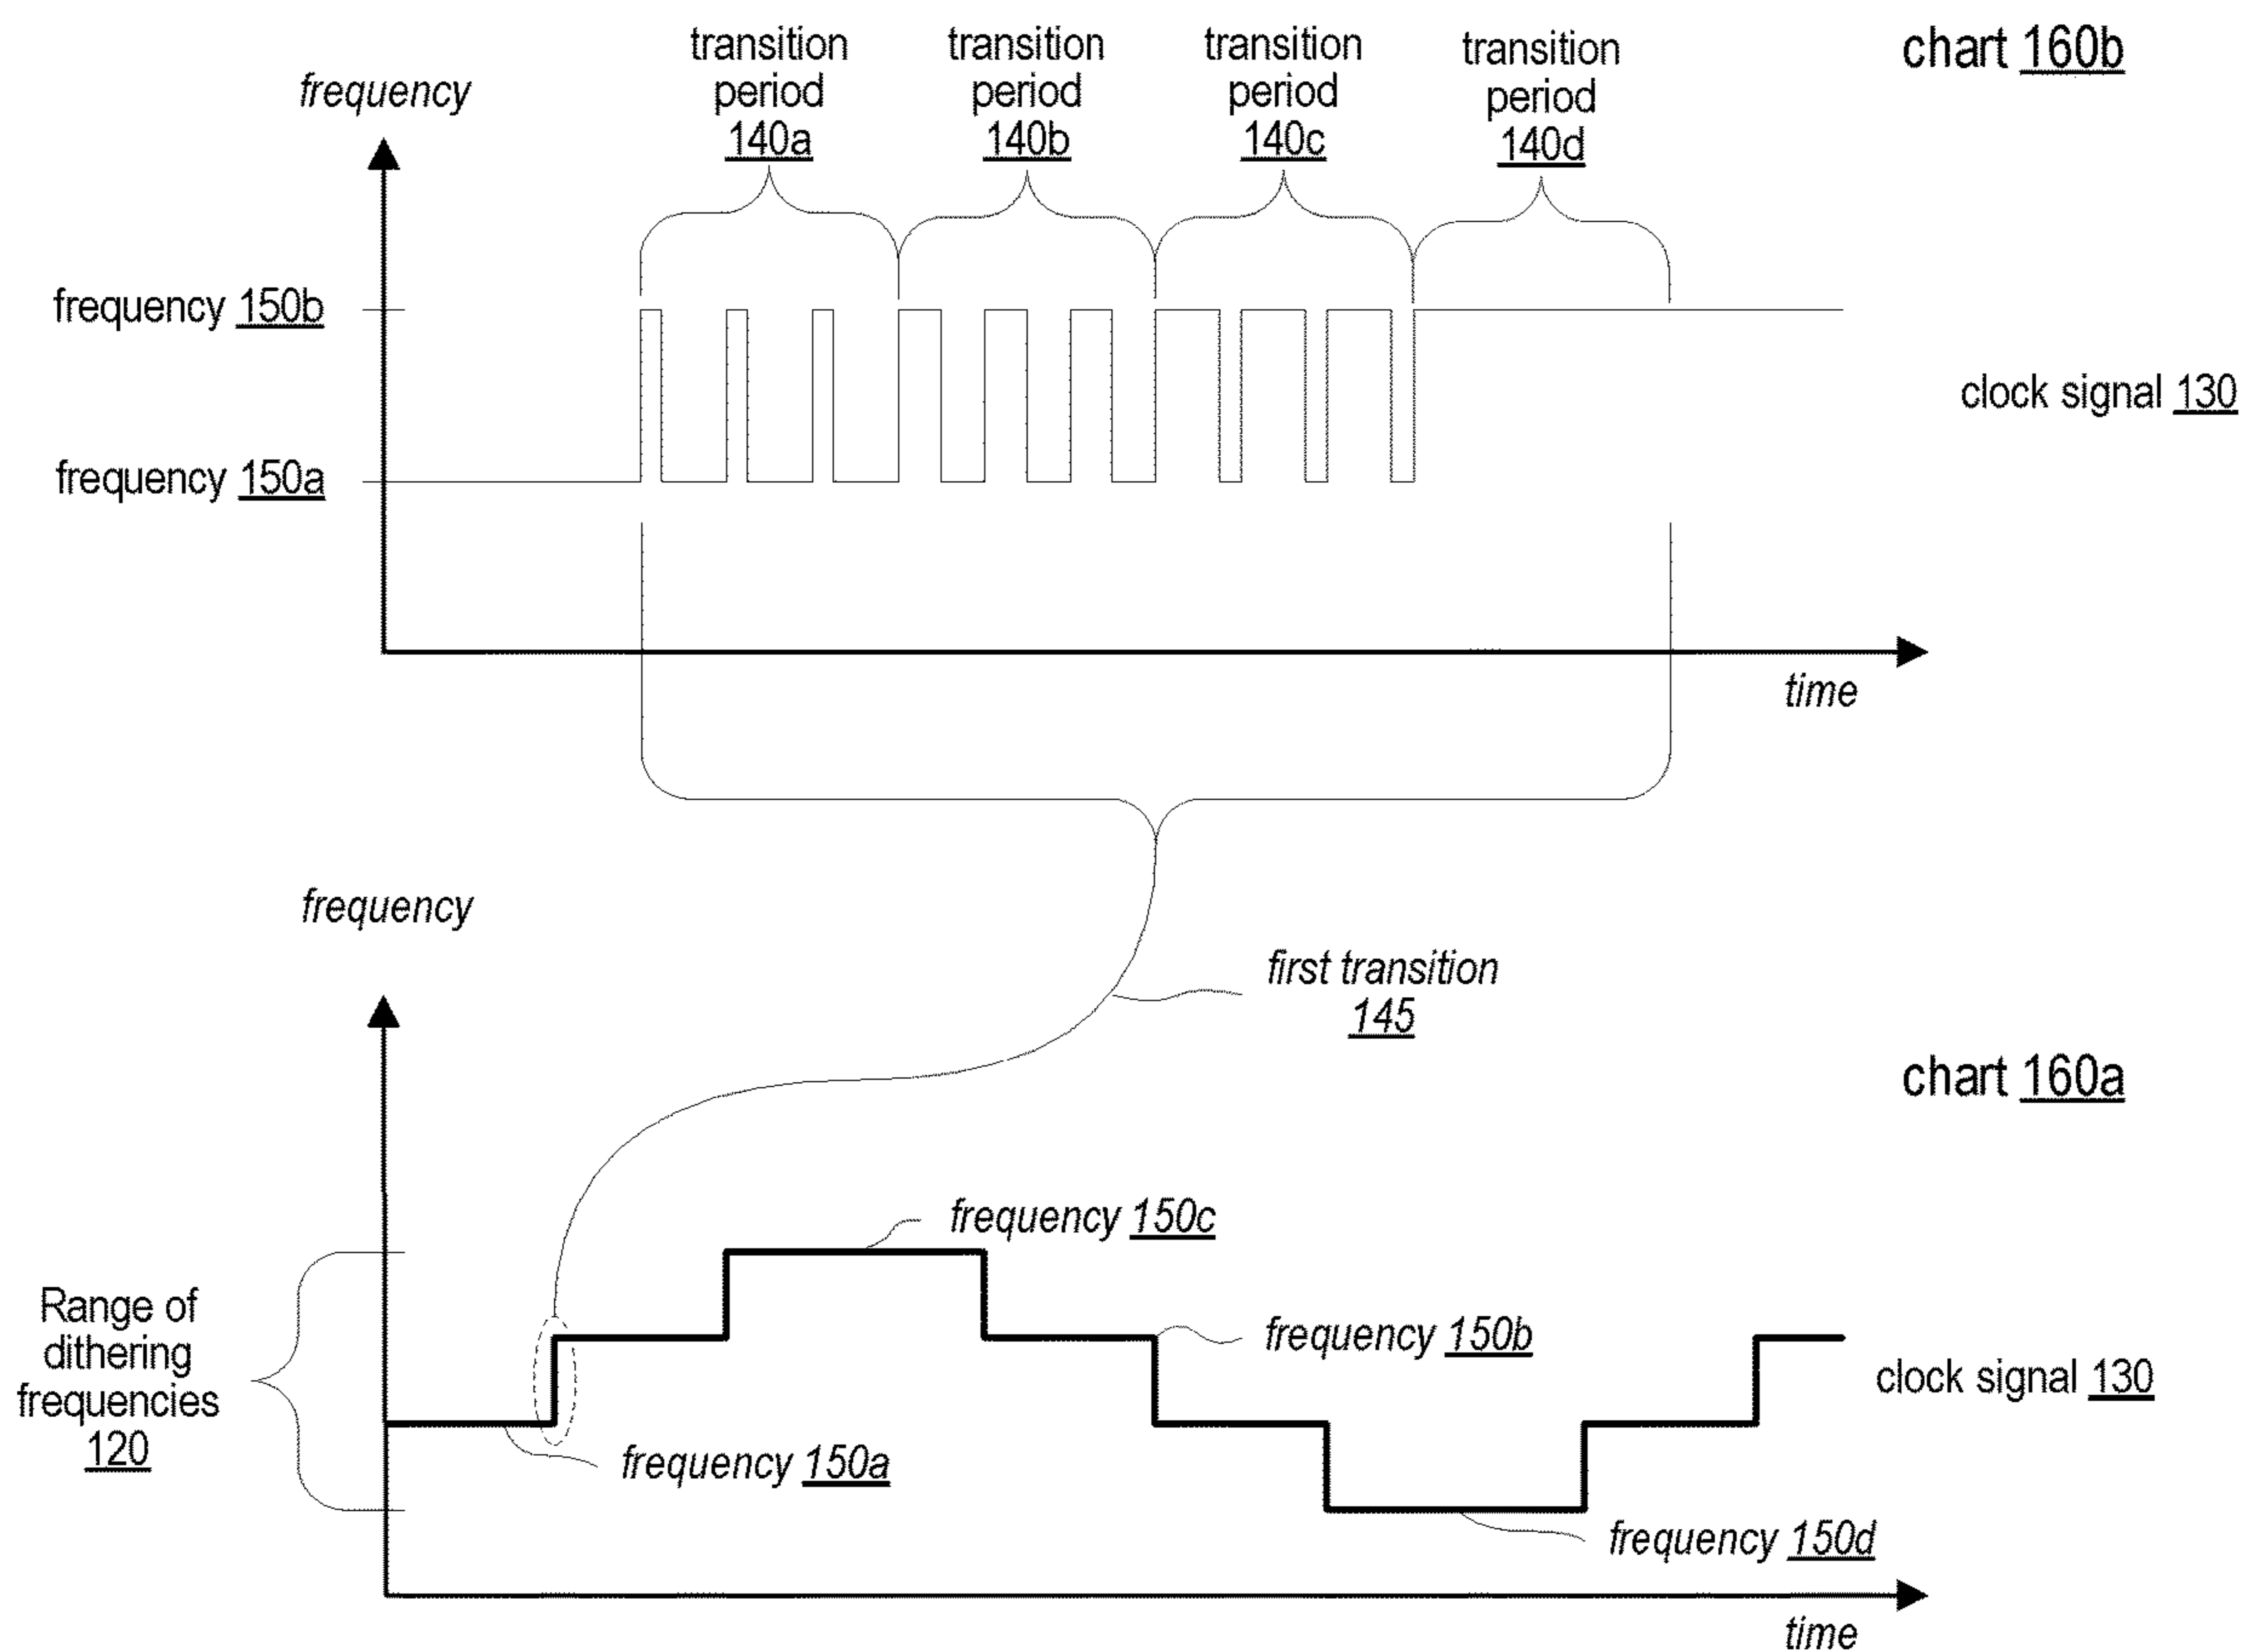 transition
period
140a
transition
period
140b
transition
period
140c
transition
period
140d
chart 160b
frequency
frequency 150b
frequency 150a
clock signal 130
time
frequency
first transition
145
chart 160a
frequency 150c
Range of
dithering
frequencies
120
frequency 150b
clock signal 130
frequency 150a
frequency 150d
time